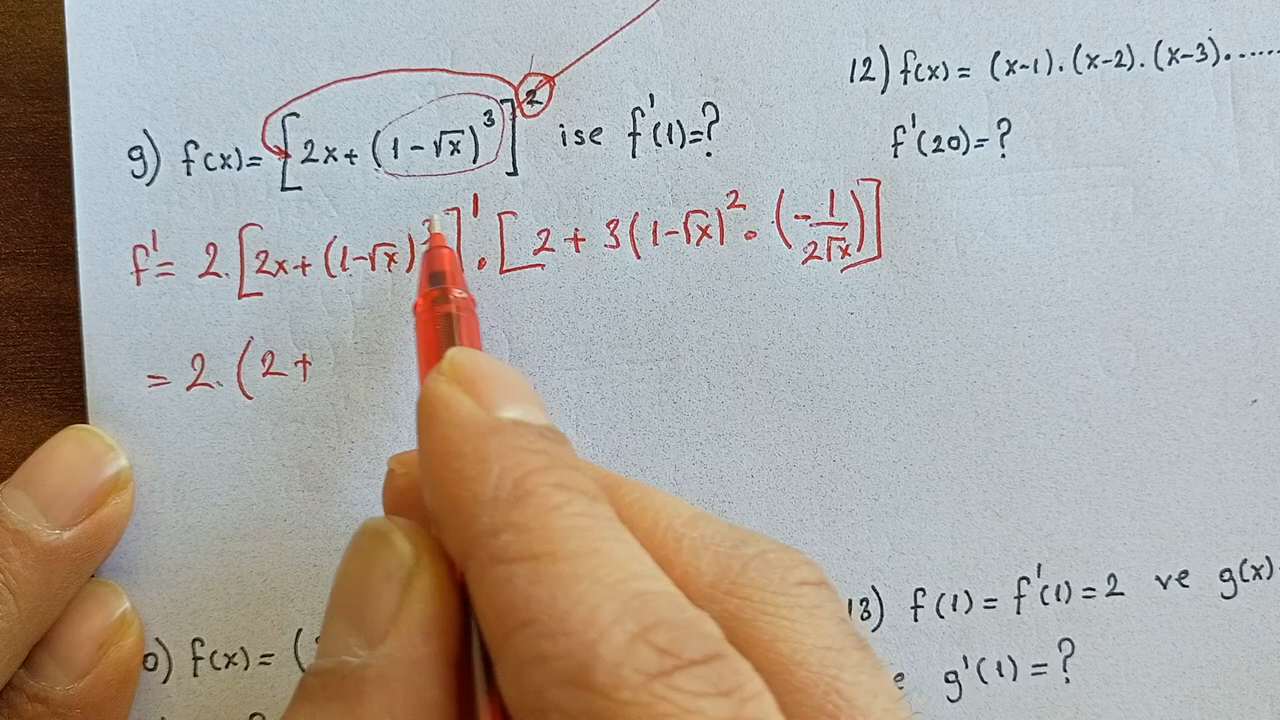 9) f(x)= [2x+(1-√x)³]² ise f'(1)=?
f'= 2.[2x+(1-√x)³]¹.[2+3(1-√x)².(-1/2√x)]
= 2.(2+
12) f(x)= (x-1).(x-2).(x-3)......
f'(20)=?
0) f(x)= (
13) f(1)=f'(1)=2 ve g(x)
e g'(1)=?